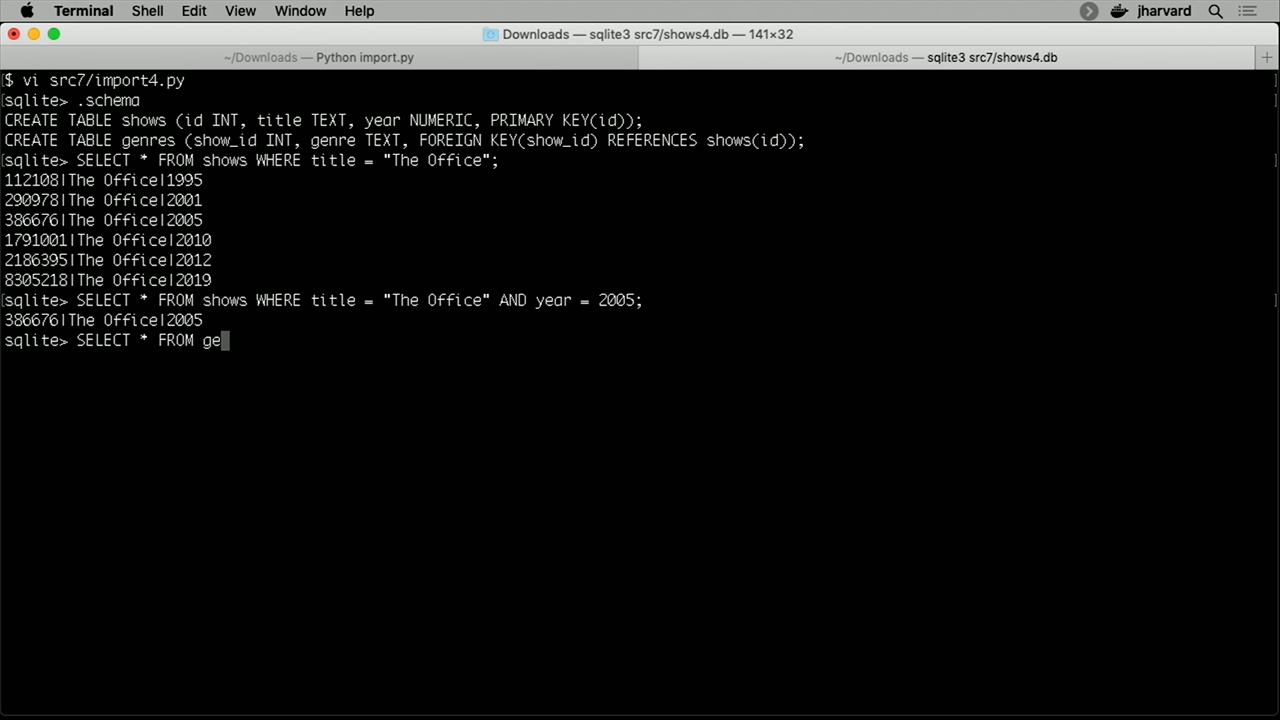 Terminal Shell Edit View Window Help jharvard
Downloads — sqlite3 src7/shows4.db — 141×32
~/Downloads — Python import.py ~/Downloads — sqlite3 src7/shows4.db +
[$ vi src7/import4.py
[sqlite> .schema
CREATE TABLE shows (id INT, title TEXT, year NUMERIC, PRIMARY KEY(id));
CREATE TABLE genres (show_id INT, genre TEXT, FOREIGN KEY(show_id) REFERENCES shows(id));
[sqlite> SELECT * FROM shows WHERE title = "The Office";
112108|The Office|1995
290978|The Office|2001
386676|The Office|2005
1791001|The Office|2010
2186395|The Office|2012
8305218|The Office|2019
[sqlite> SELECT * FROM shows WHERE title = "The Office" AND year = 2005;
386676|The Office|2005
sqlite> SELECT * FROM ge